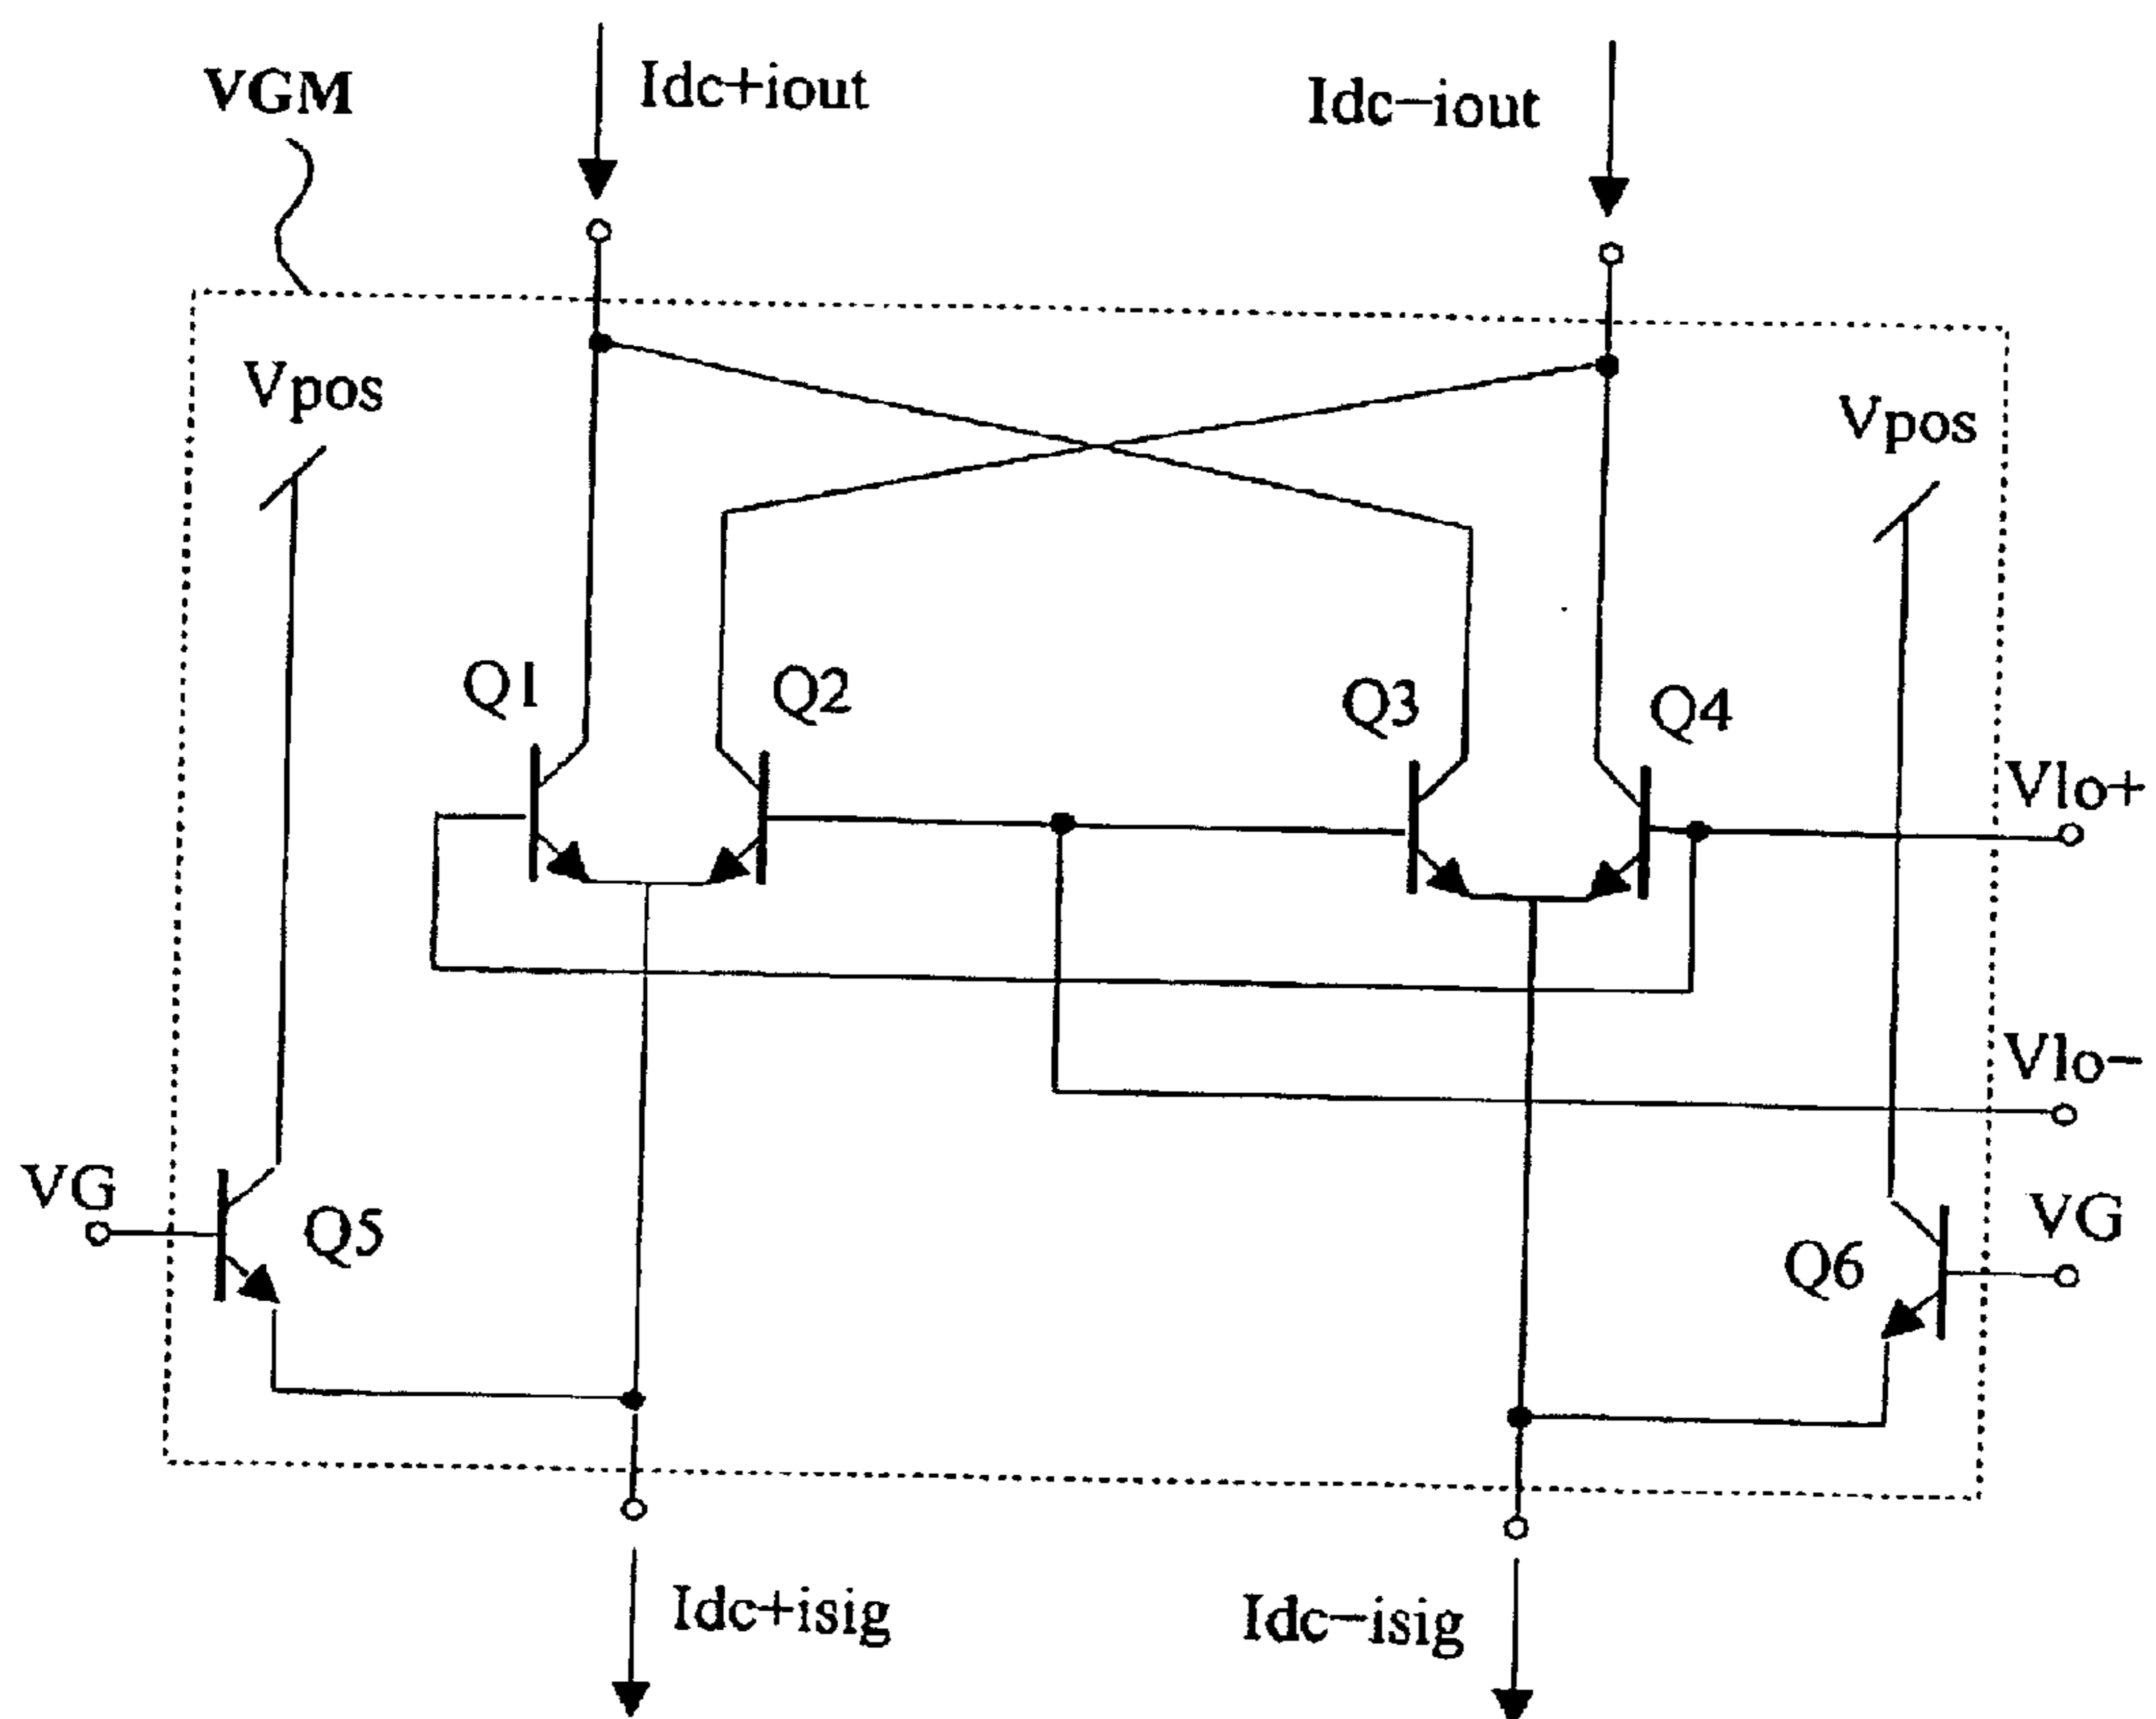 VGM
Idc+iout
Idc−iout
Vpos
Vpos
Q1
Q2
Q3
Q4
Vlo+
Vlo−
VG
Q5
Q6
VG
Idc+isig
Idc−isig